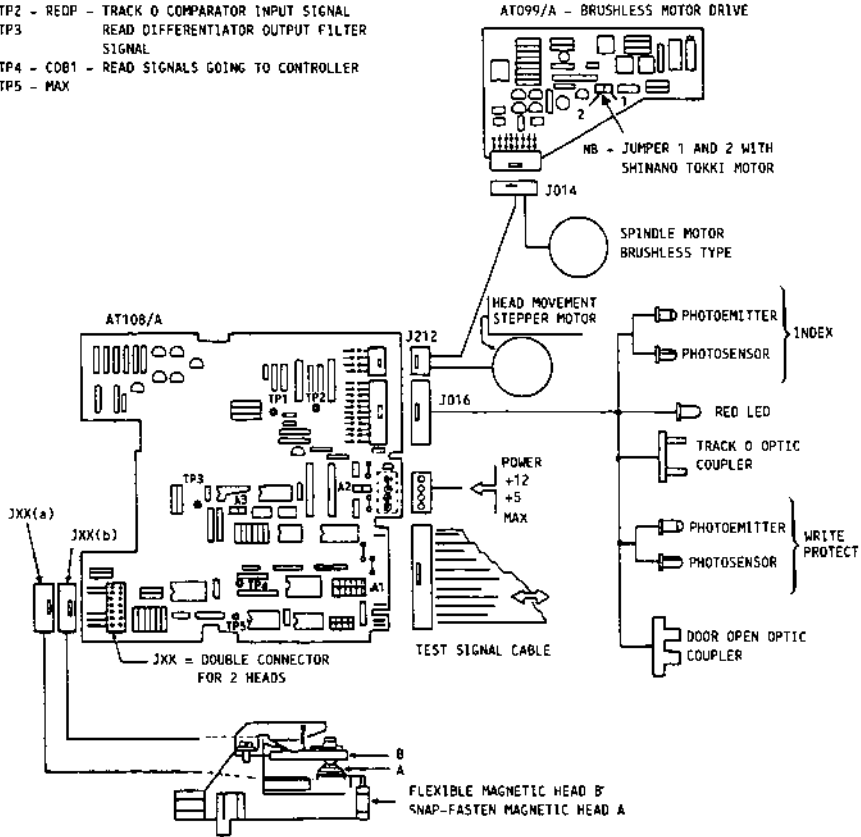 TP2 - REDP - TRACK 0 COMPARATOR INPUT SIGNAL
TP3 READ DIFFERENTIATOR OUTPUT FILTER
SIGNAL
TP4 - COB1 - READ SIGNALS GOING TO CONTROLLER
TP5 - MAX
AT099/A - BRUSHLESS MOTOR DRIVE
2
1
NB - JUMPER 1 AND 2 WITH
SHINANO TOKKI MOTOR
J014
SPINDLE MOTOR
BRUSHLESS TYPE
HEAD MOVEMENT
STEPPER MOTOR
AT108/A
J212
J016
TP1
TP2
TP3
A3
A2
TP4
A1
TP5
PHOTOEMITTER
PHOTOSENSOR
INDEX
RED LED
TRACK 0 OPTIC
COUPLER
POWER
+12
+5
MAX
PHOTOEMITTER
PHOTOSENSOR
WRITE
PROTECT
DOOR OPEN OPTIC
COUPLER
JXX(a)
JXX(b)
JXX = DOUBLE CONNECTOR
FOR 2 HEADS
TEST SIGNAL CABLE
B
A
FLEXIBLE MAGNETIC HEAD B
SNAP-FASTEN MAGNETIC HEAD A